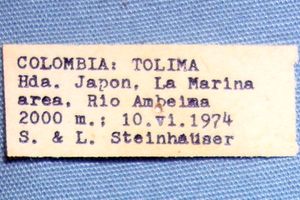 COLOMBIA: TOLIMA
Hda. Japon, La Marina
area, Rio Ambeima
2000 m.; 10.vi.1974
S. & L. Steinhauser